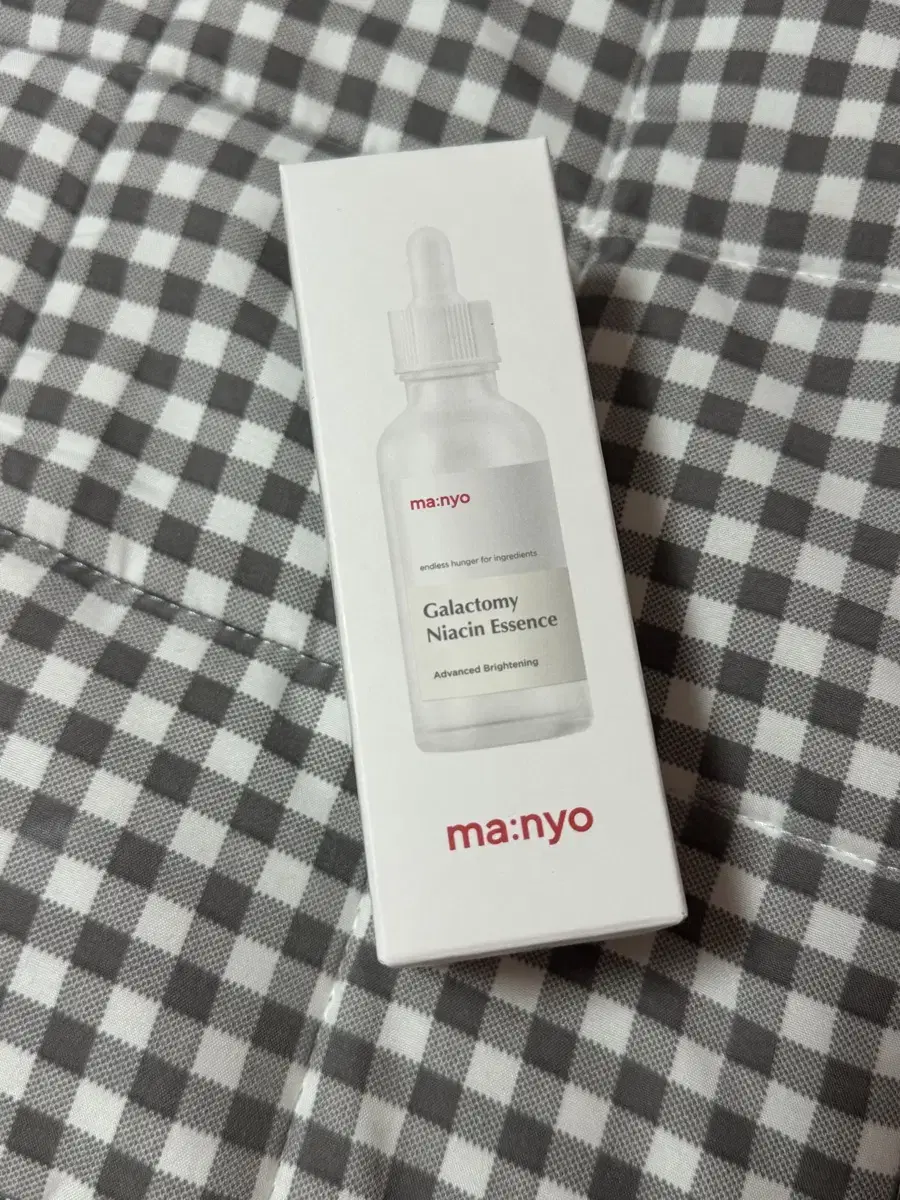 ma:nyo
endless hunger for ingredients
Galactomy
Niacin Essence
Advanced Brightening
ma:nyo